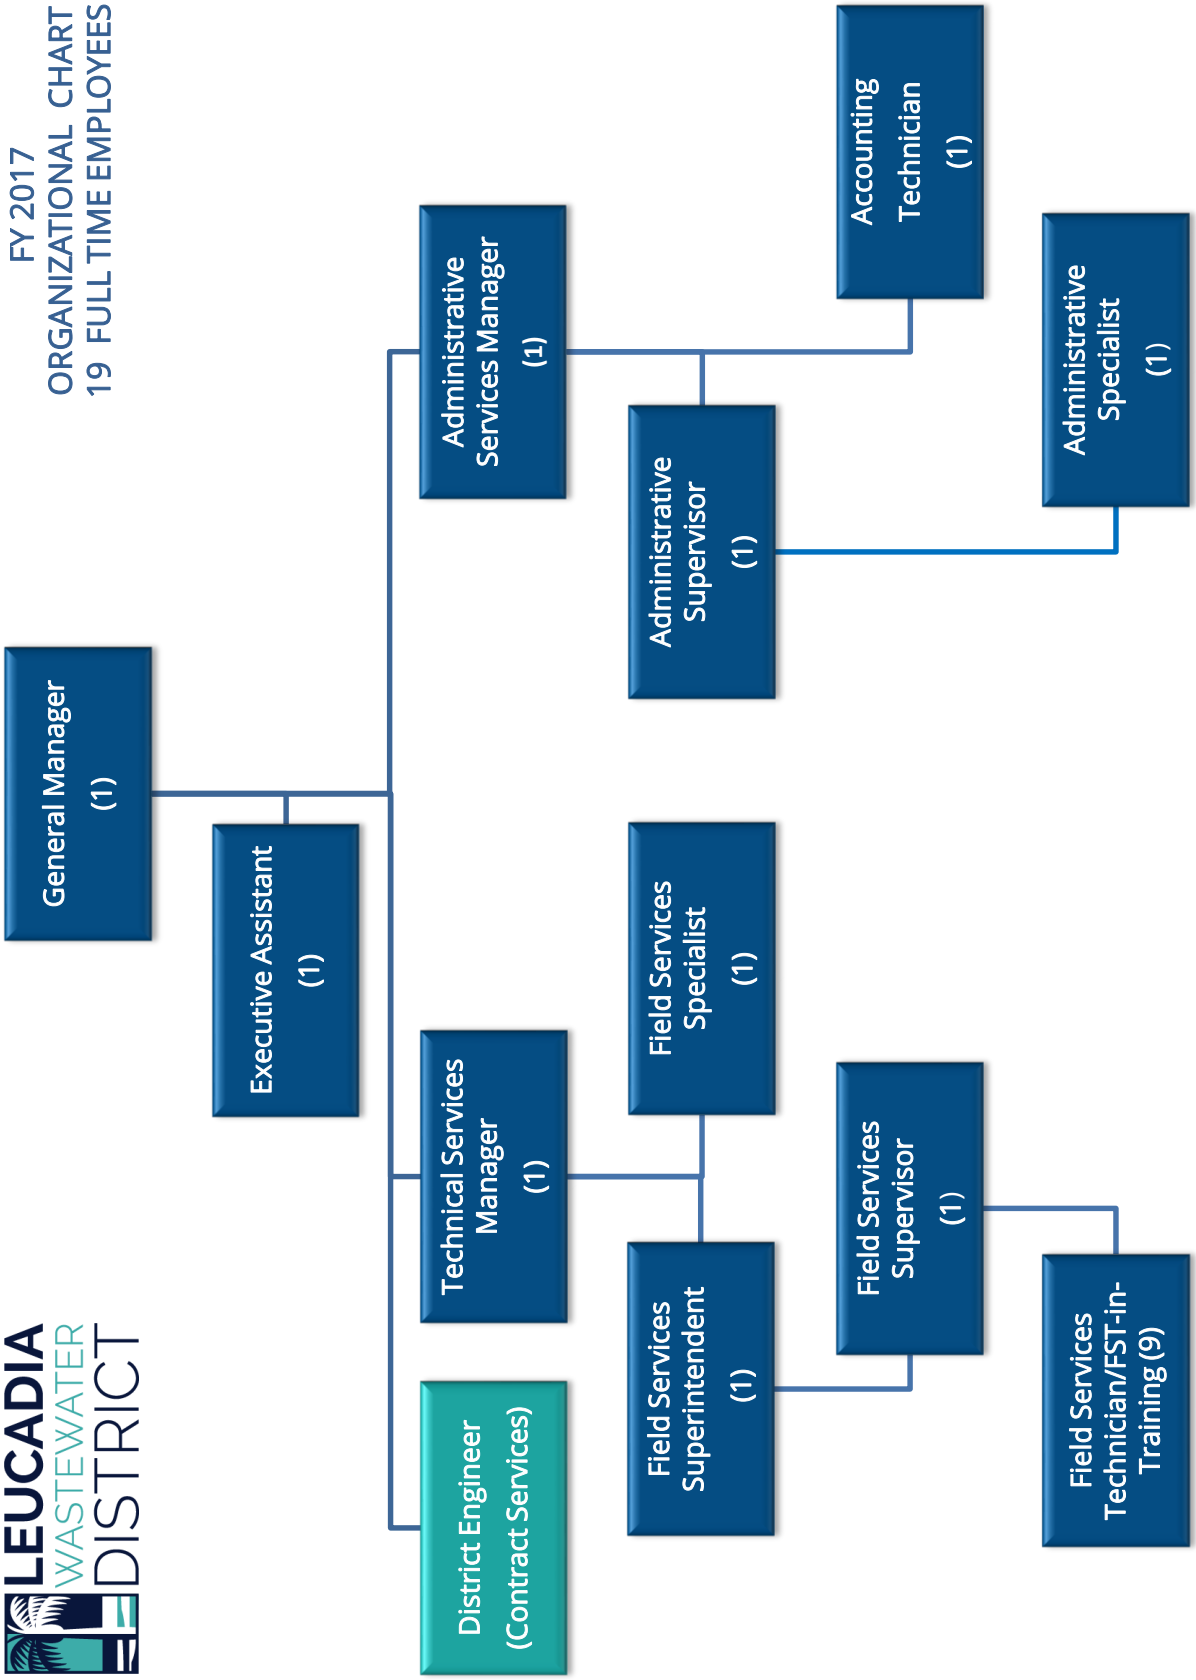 LEUCADIA
WASTEWATER
DISTRICT
FY 2017
ORGANIZATIONAL CHART
19 FULL TIME EMPLOYEES
General Manager
(1)
Executive Assistant
(1)
District Engineer
(Contract Services)
Technical Services
Manager
(1)
Administrative
Services Manager
(1)
Field Services
Superintendent
(1)
Field Services
Specialist
(1)
Administrative
Supervisor
(1)
Field Services
Supervisor
(1)
Accounting
Technician
(1)
Field Services
Technician/FST-in-
Training (9)
Administrative
Specialist
(1)